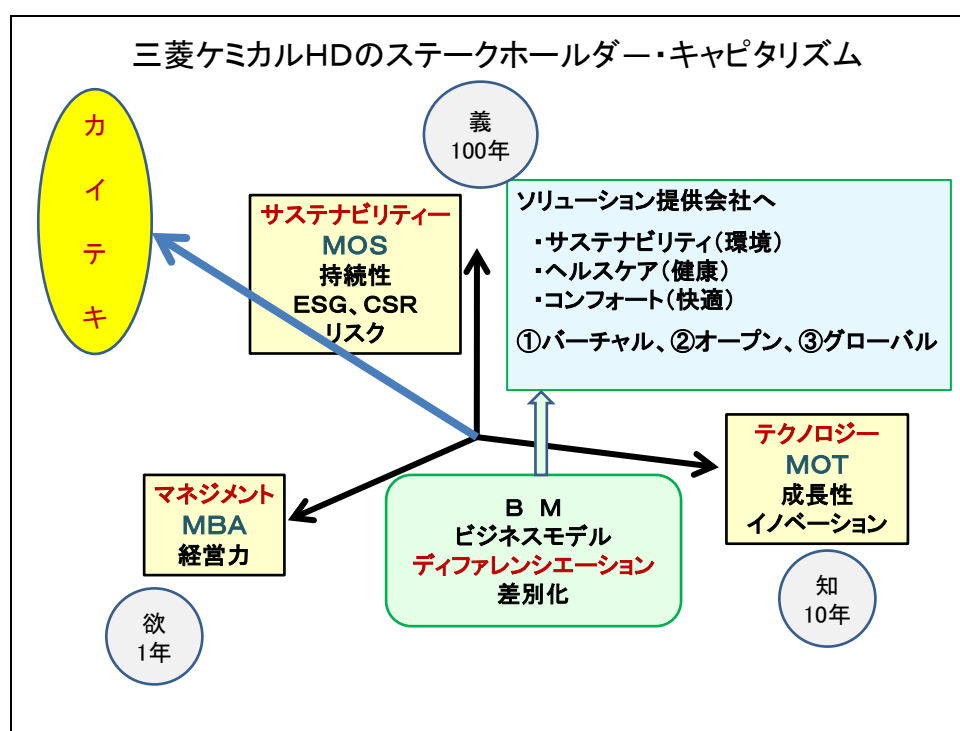 三菱ケミカルHDのステークホールダー・キャピタリズム
カ
イ
テ
キ
義
100年
サステナビリティー
MOS
持続性
ESG、CSR
リスク
ソリューション提供会社へ
・サステナビリティ(環境)
・ヘルスケア(健康)
・コンフォート(快適)
①バーチャル、②オープン、③グローバル
マネジメント
MBA
経営力
B M
ビジネスモデル
ディファレンシエーション
差別化
テクノロジー
MOT
成長性
イノベーション
欲
1年
知
10年